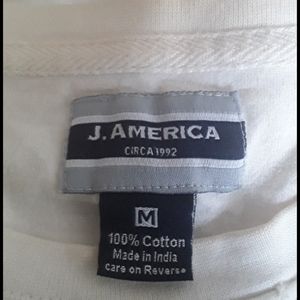 J. AMERICA
CIRCA 1992
M
100% Cotton
Made in India
Care on Reverse